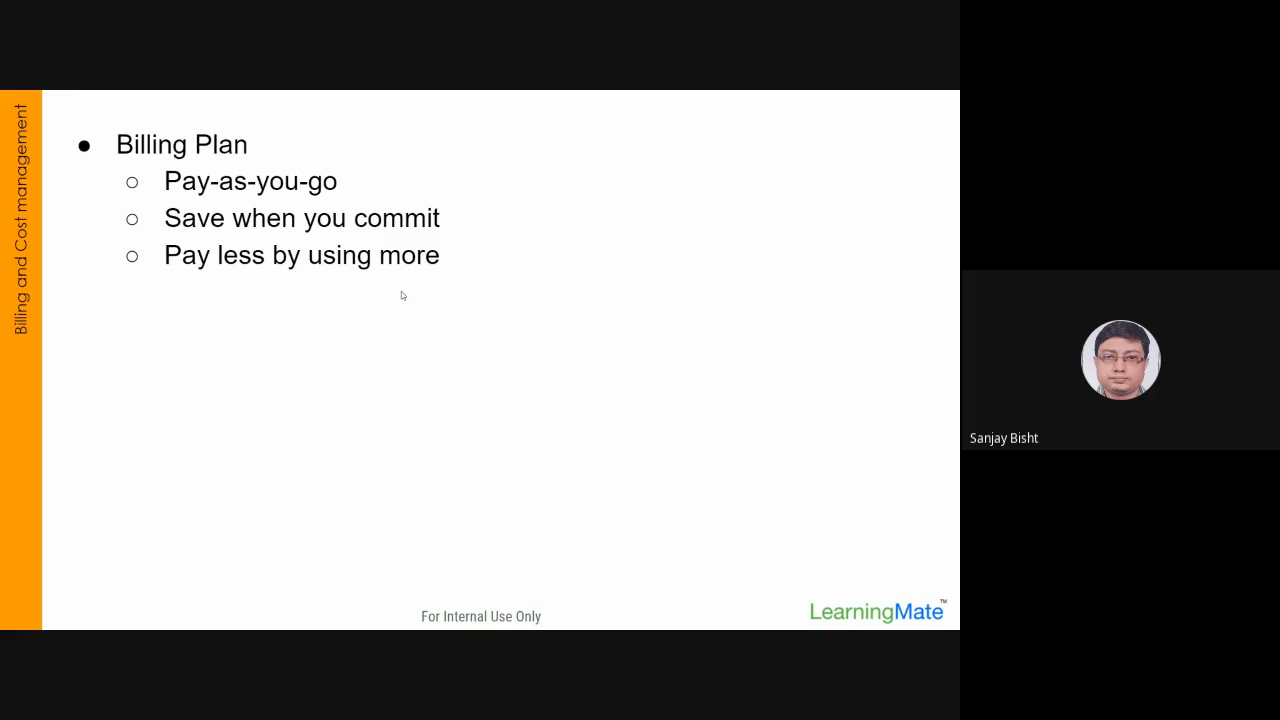 Billing and Cost management
● Billing Plan
○ Pay-as-you-go
○ Save when you commit
○ Pay less by using more
For Internal Use Only
LearningMate™
Sanjay Bisht